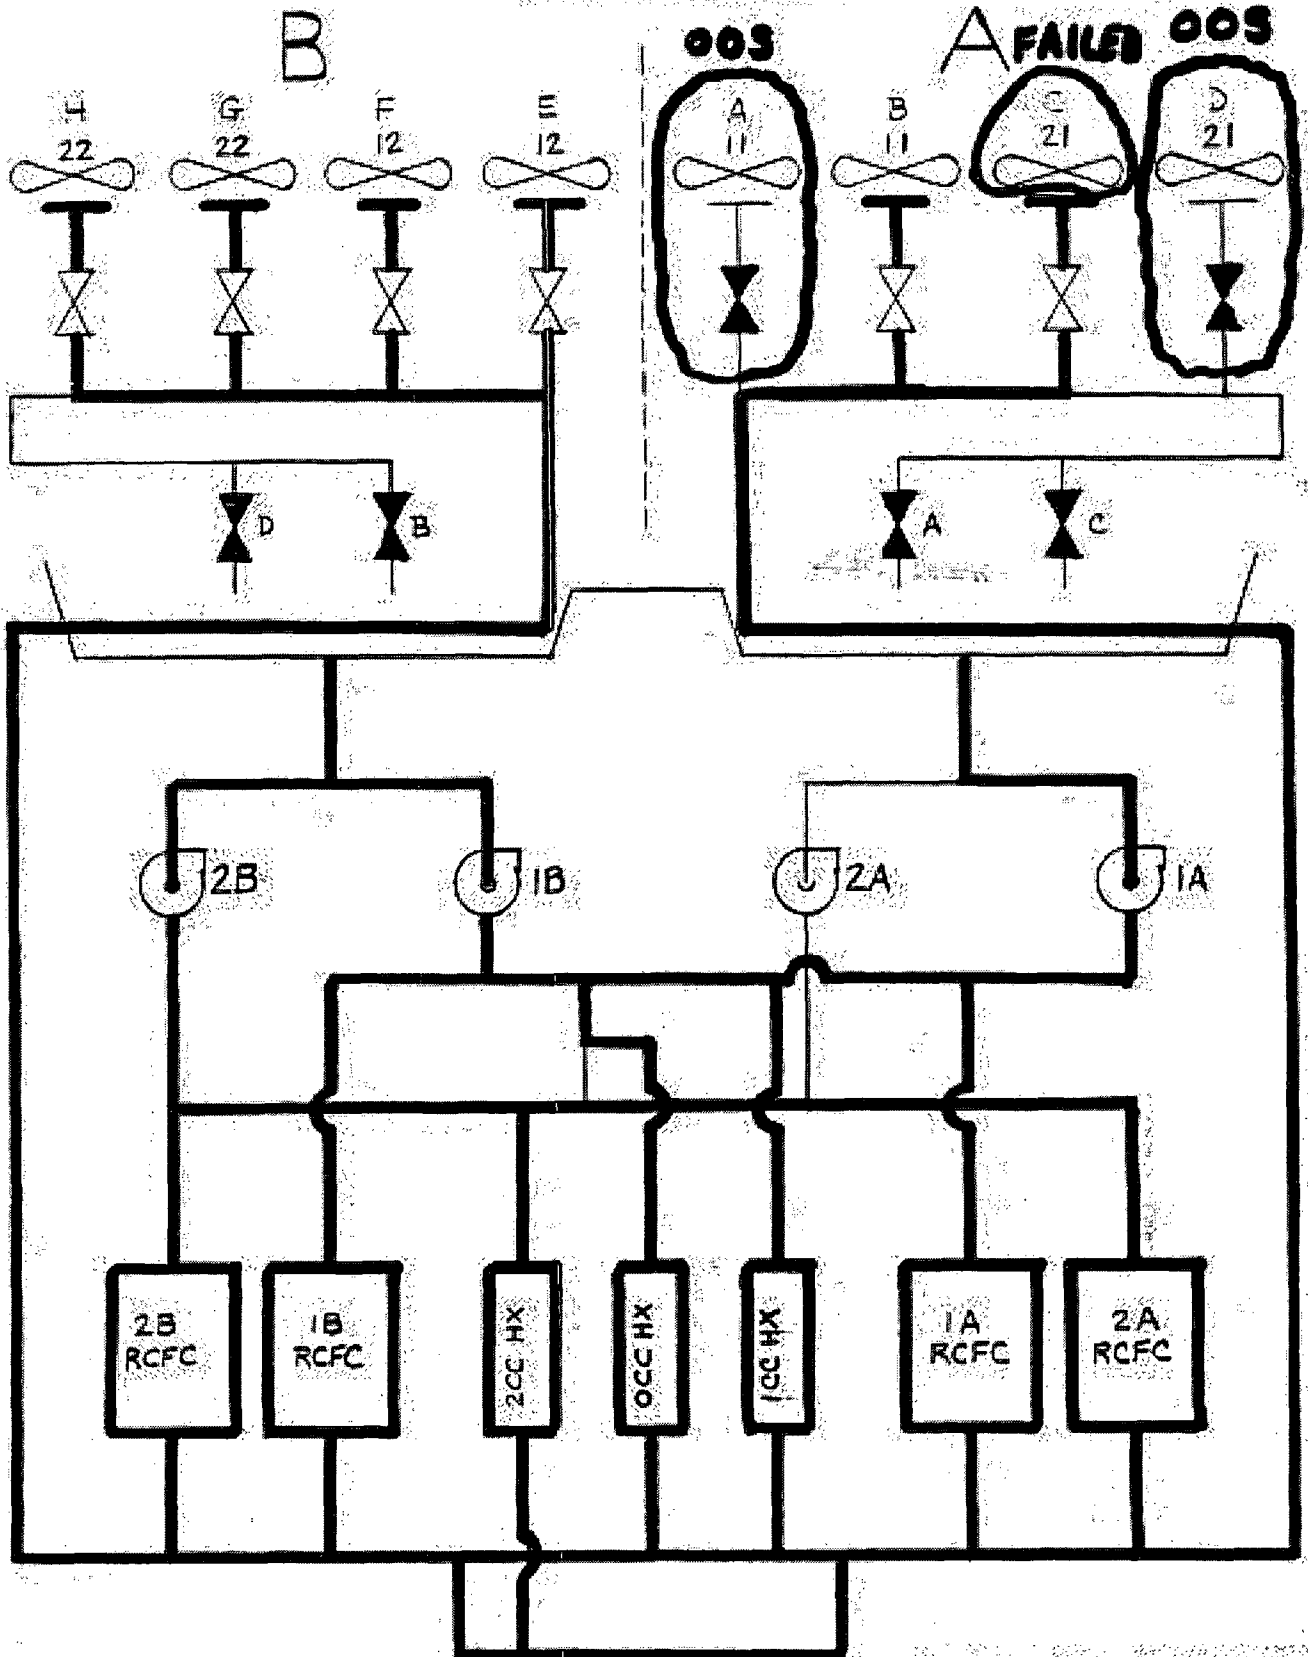 B
A
OOS
FAILED
OOS
H
G
F
E
A
B
C
D
22
22
12
12
11
11
21
21
D
B
A
C
2B
1B
2A
1A
2B
RCFC
1B
RCFC
2CC HX
OCC HX
1CC HX
1A
RCFC
2A
RCFC